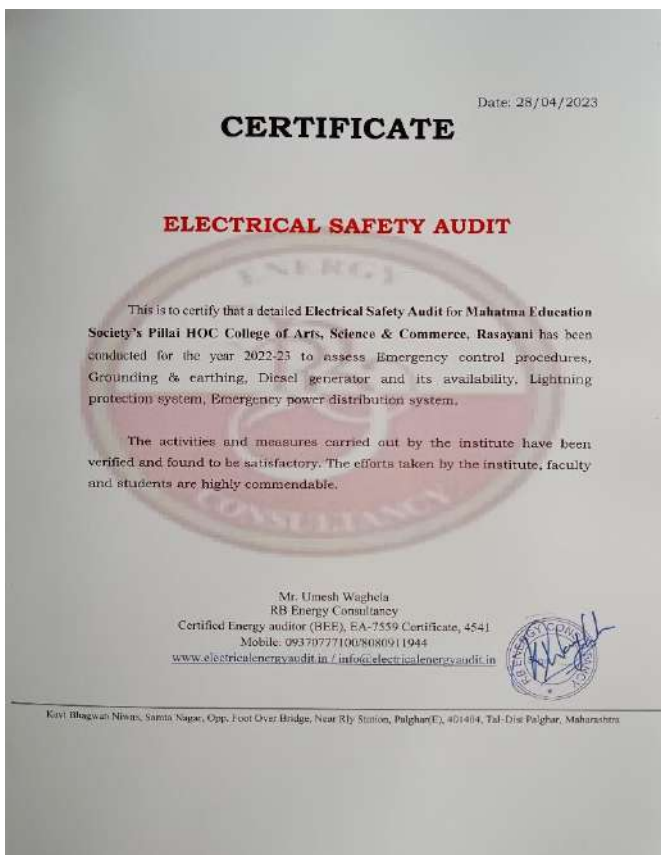 Date: 28/04/2023
CERTIFICATE
ELECTRICAL SAFETY AUDIT
ENERGY
This is to certify that a detailed Electrical Safety Audit for Mahatma Education
Society's Pillai HOC College of Arts, Science & Commerce, Rasayani has been
conducted for the year 2022-23 to assess Emergency control procedures,
Grounding & earthing, Diesel generator and its availability, Lightning
protection system, Emergency power distribution system.
The activities and measures carried out by the institute have been
verified and found to be satisfactory. The efforts taken by the institute, faculty
and students are highly commendable.
CONSULTANCY
Mr. Umesh Waghela
RB Energy Consultancy
Certified Energy auditor (BEE), EA-7559 Certificate, 4541
Mobile: 09370777100/8080911944
www.electricalenergyaudit.in / info@electricalenergyaudit.in
RB ENERGY CONSULTANCY
Kavi Bhagwan Niwas, Samta Nagar, Opp. Foot Over Bridge, Near Rly Station, Palghar(E), 401404, Tal-Dist Palghar, Maharashtra